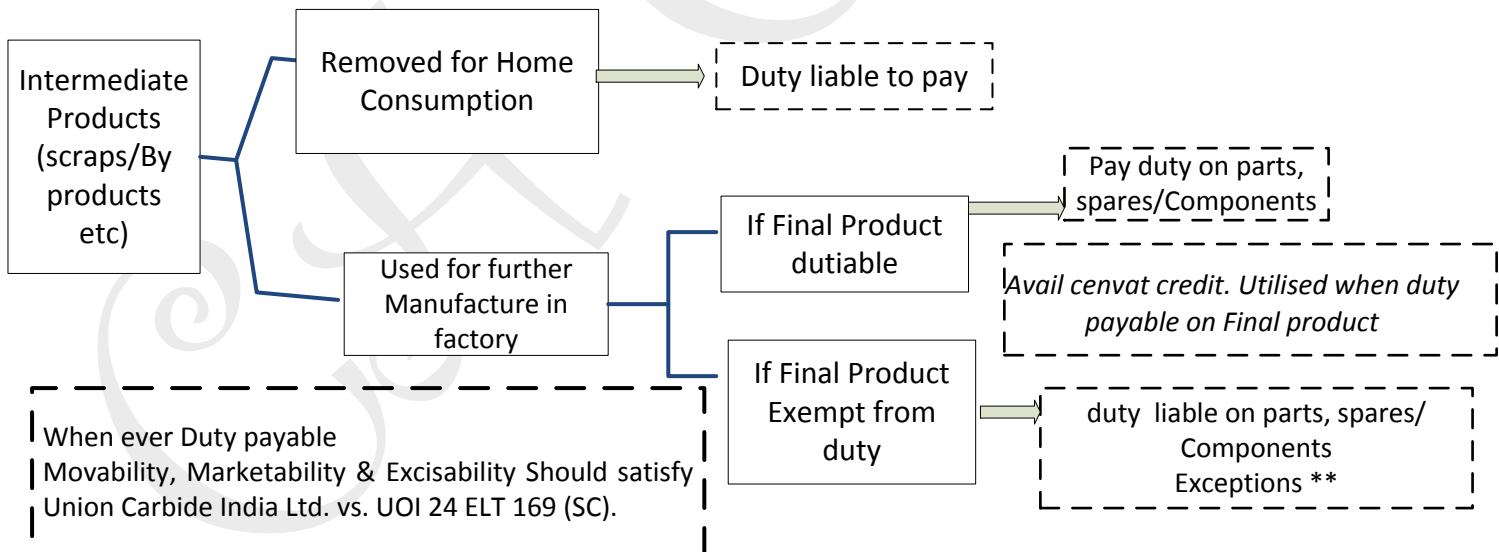 Intermediate
Products
(scraps/By
products
etc)
Removed for Home
Consumption
Duty liable to pay
Used for further
Manufacture in
factory
If Final Product
dutiable
Pay duty on parts,
spares/Components
Avail cenvat credit. Utilised when duty
payable on Final product
If Final Product
Exempt from
duty
duty liable on parts, spares/
Components
Exceptions **
When ever Duty payable
Movability, Marketability & Excisability Should satisfy
Union Carbide India Ltd. vs. UOI 24 ELT 169 (SC).